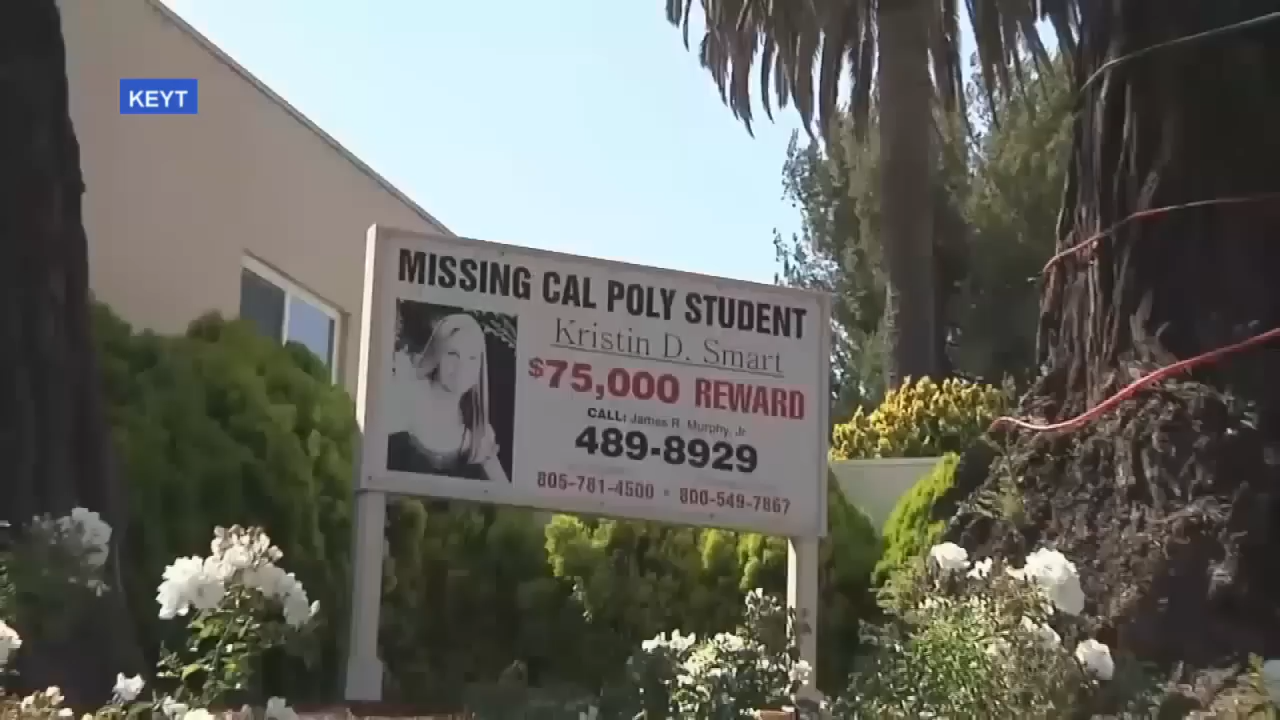 KEYT
MISSING CAL POLY STUDENT
Kristin D. Smart
$75,000 REWARD
CALL: James R. Murphy, Jr
489-8929
805-781-4500 • 800-549-7867